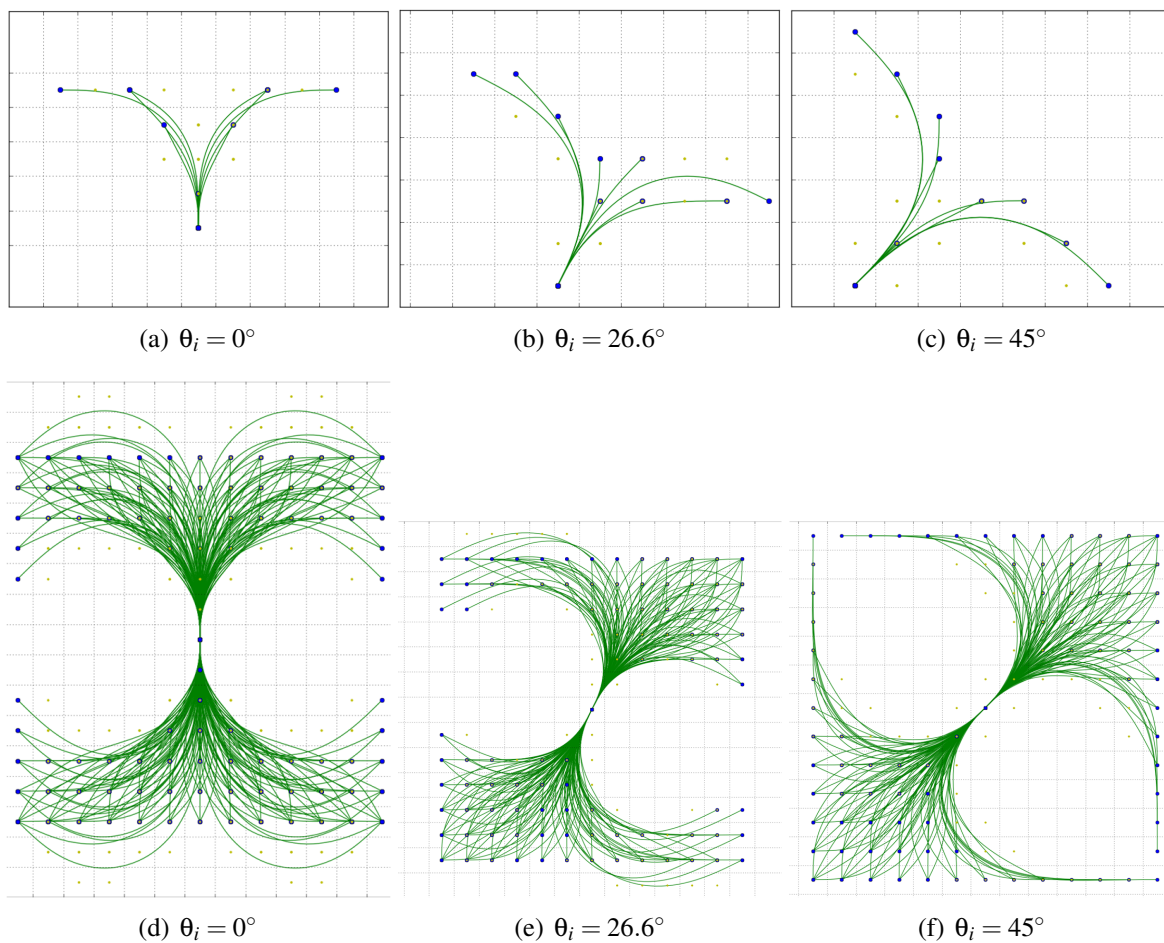 (a) θᵢ = 0°
(b) θᵢ = 26.6°
(c) θᵢ = 45°
(d) θᵢ = 0°
(e) θᵢ = 26.6°
(f) θᵢ = 45°